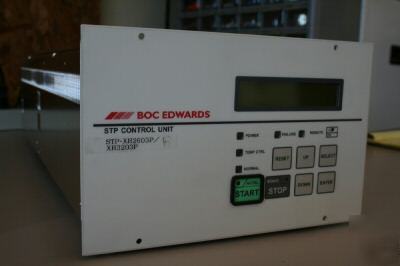 BOC EDWARDS
STP CONTROL UNIT
STP-XH2603P/
XH3203P
POWER
FAILURE
REMOTE
TEMP CTRL
NORMAL
RESET
UP
SELECT
START
STOP
DOWN
ENTER